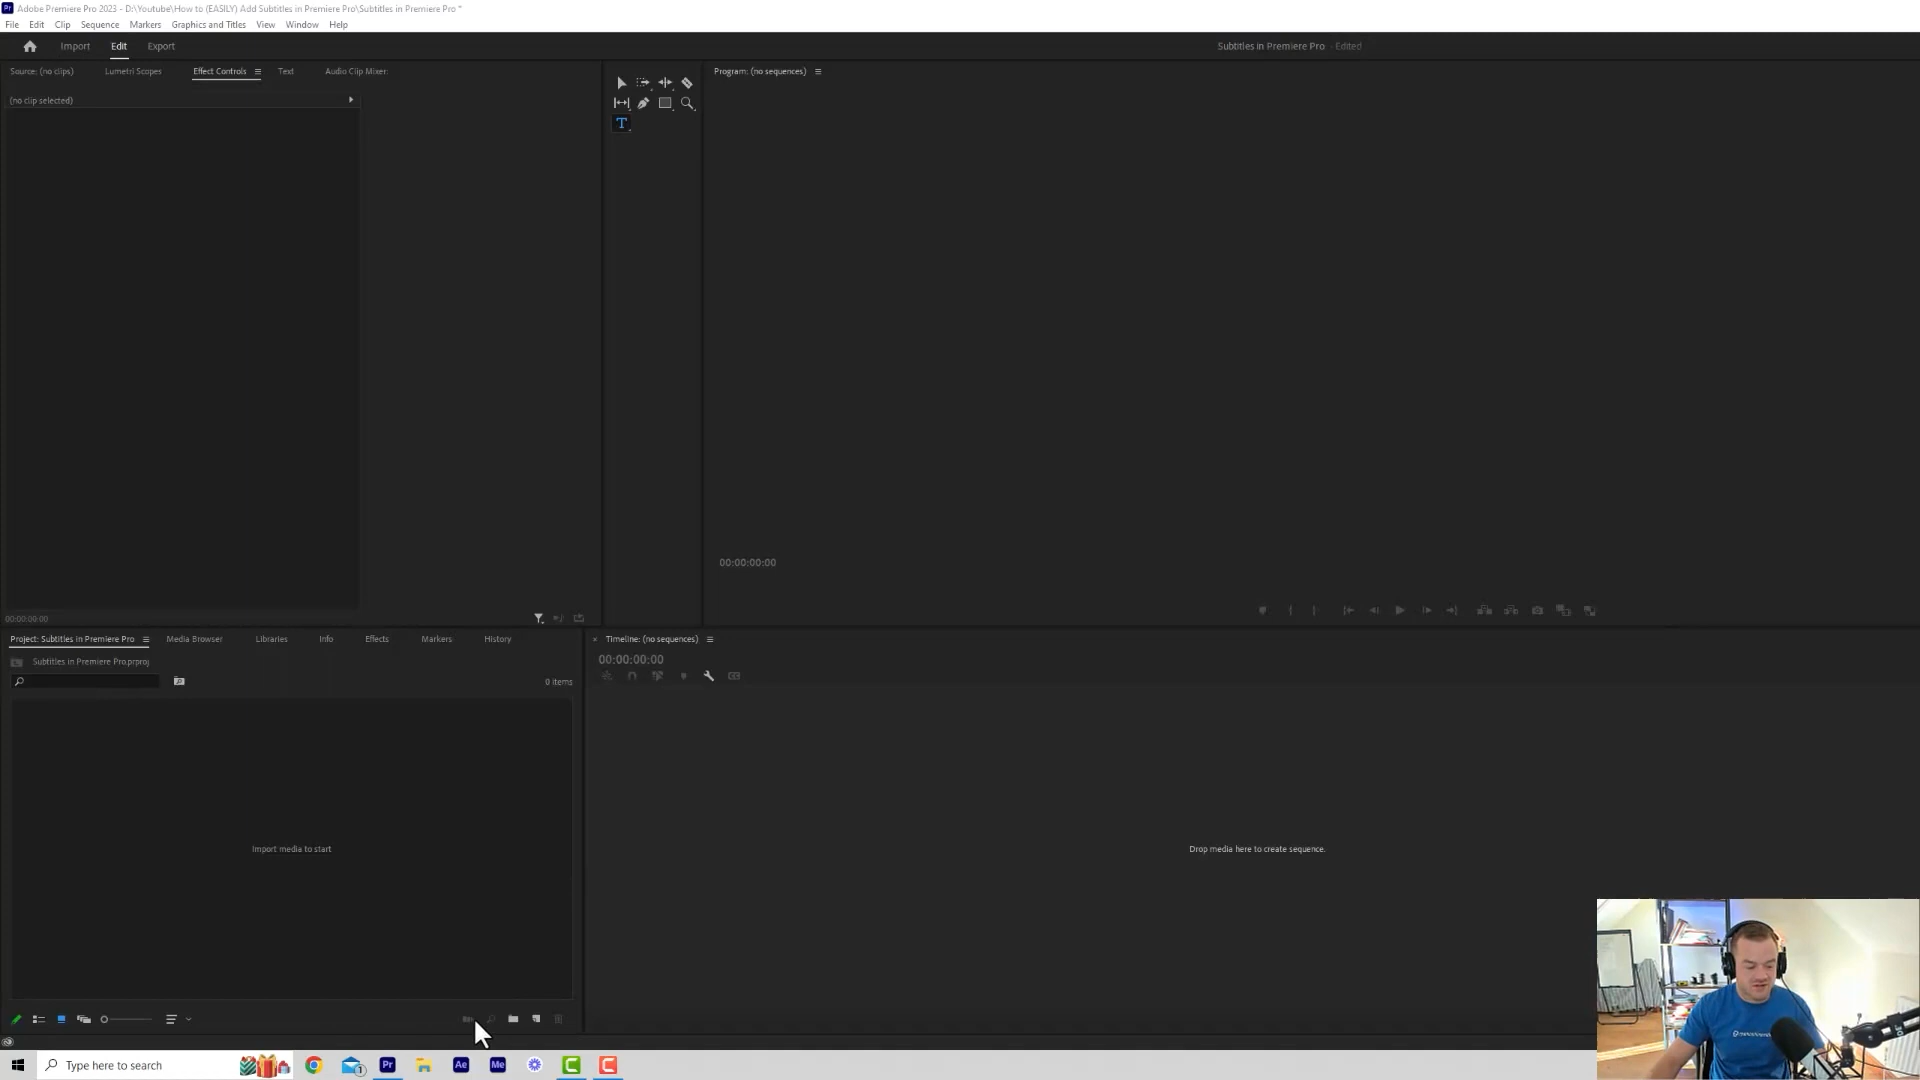 Pr Adobe Premiere Pro 2023 - D:\Youtube\How to (EASILY) Add Subtitles in Premiere Pro\Subtitles in Premiere Pro *
File Edit Clip Sequence Markers Graphics and Titles View Window Help
Import Edit Export Subtitles in Premiere Pro - Edited
Source: (no clips) Lumetri Scopes Effect Controls Text Audio Clip Mixer: Program: (no sequences)
(no clip selected)
T
00:00:00:00
00:00:00:00
Project: Subtitles in Premiere Pro Media Browser Libraries Info Effects Markers History × Timeline: (no sequences)
Subtitles in Premiere Pro.prproj 00:00:00:00
0 items
Import media to start Drop media here to create sequence.
Type here to search 1 Pr Ae Me C C